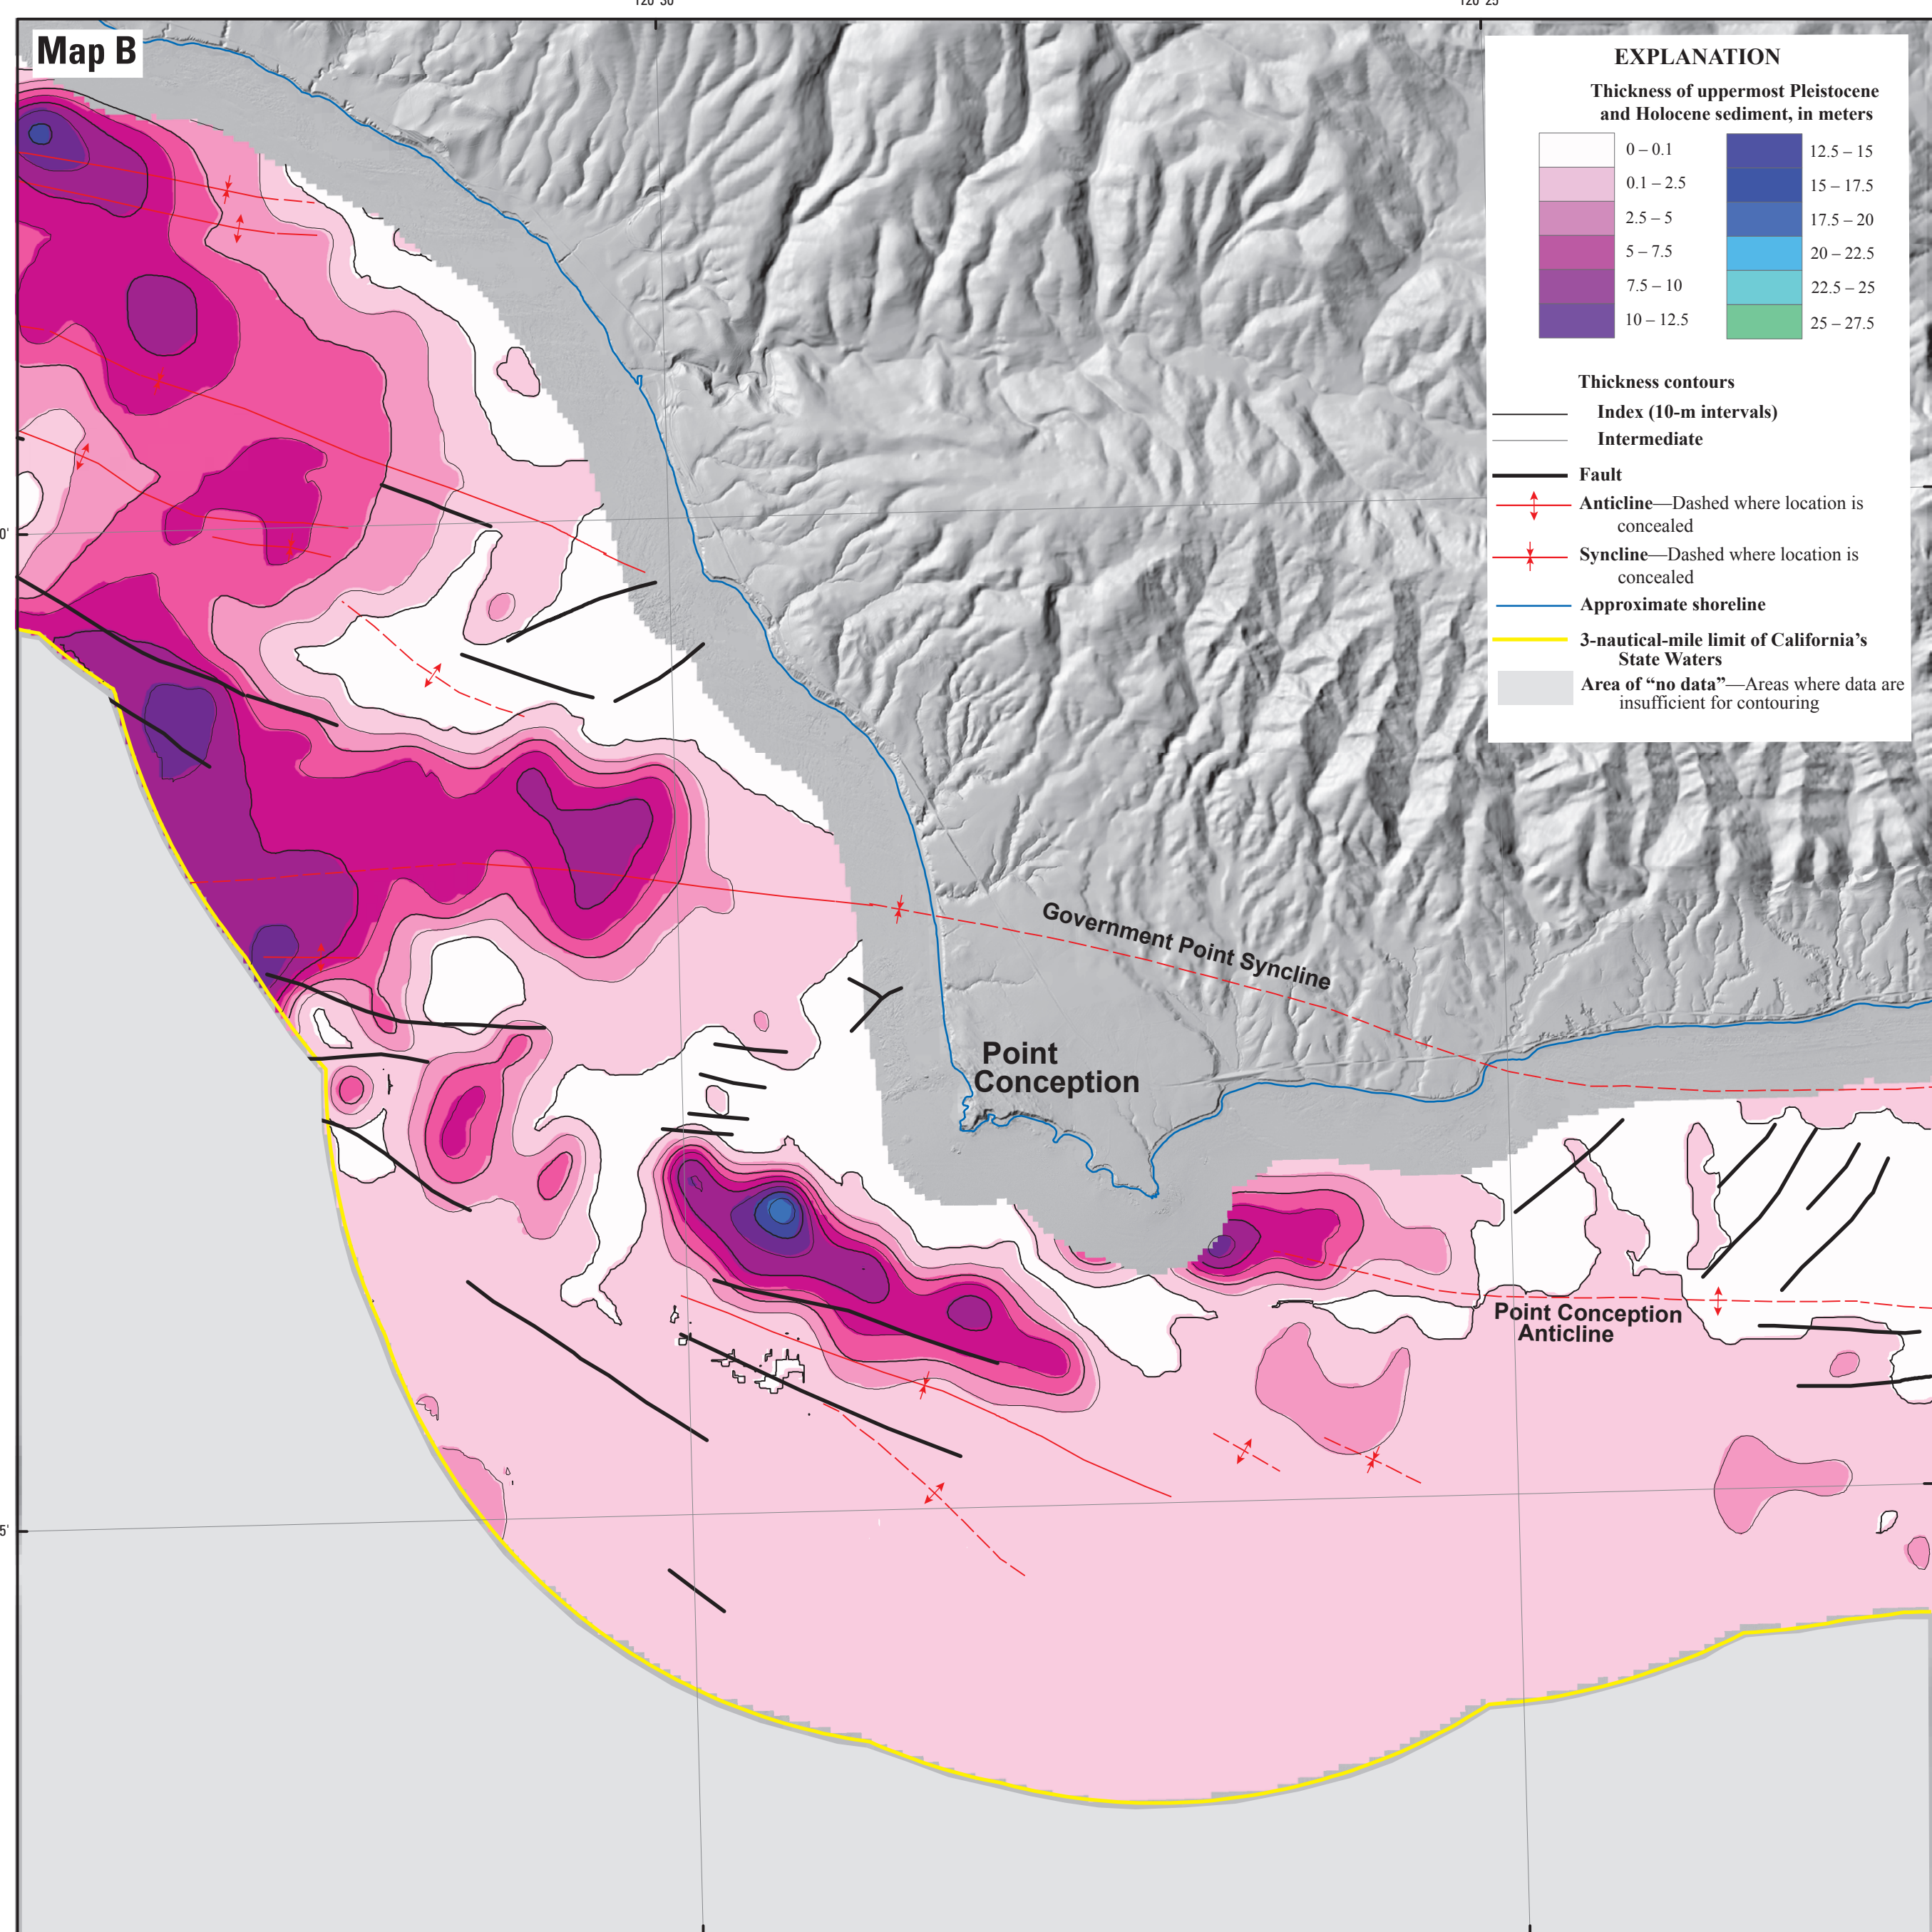 Map B
EXPLANATION
Thickness of uppermost Pleistocene
and Holocene sediment, in meters
0 – 0.1
0.1 – 2.5
2.5 – 5
5 – 7.5
7.5 – 10
10 – 12.5
12.5 – 15
15 – 17.5
17.5 – 20
20 – 22.5
22.5 – 25
25 – 27.5
Thickness contours
Index (10-m intervals)
Intermediate
Fault
Anticline—Dashed where location is
concealed
Syncline—Dashed where location is
concealed
Approximate shoreline
3-nautical-mile limit of California’s
State Waters
Area of “no data”—Areas where data are
insufficient for contouring
Government Point Syncline
Point
Conception
Point Conception
Anticline